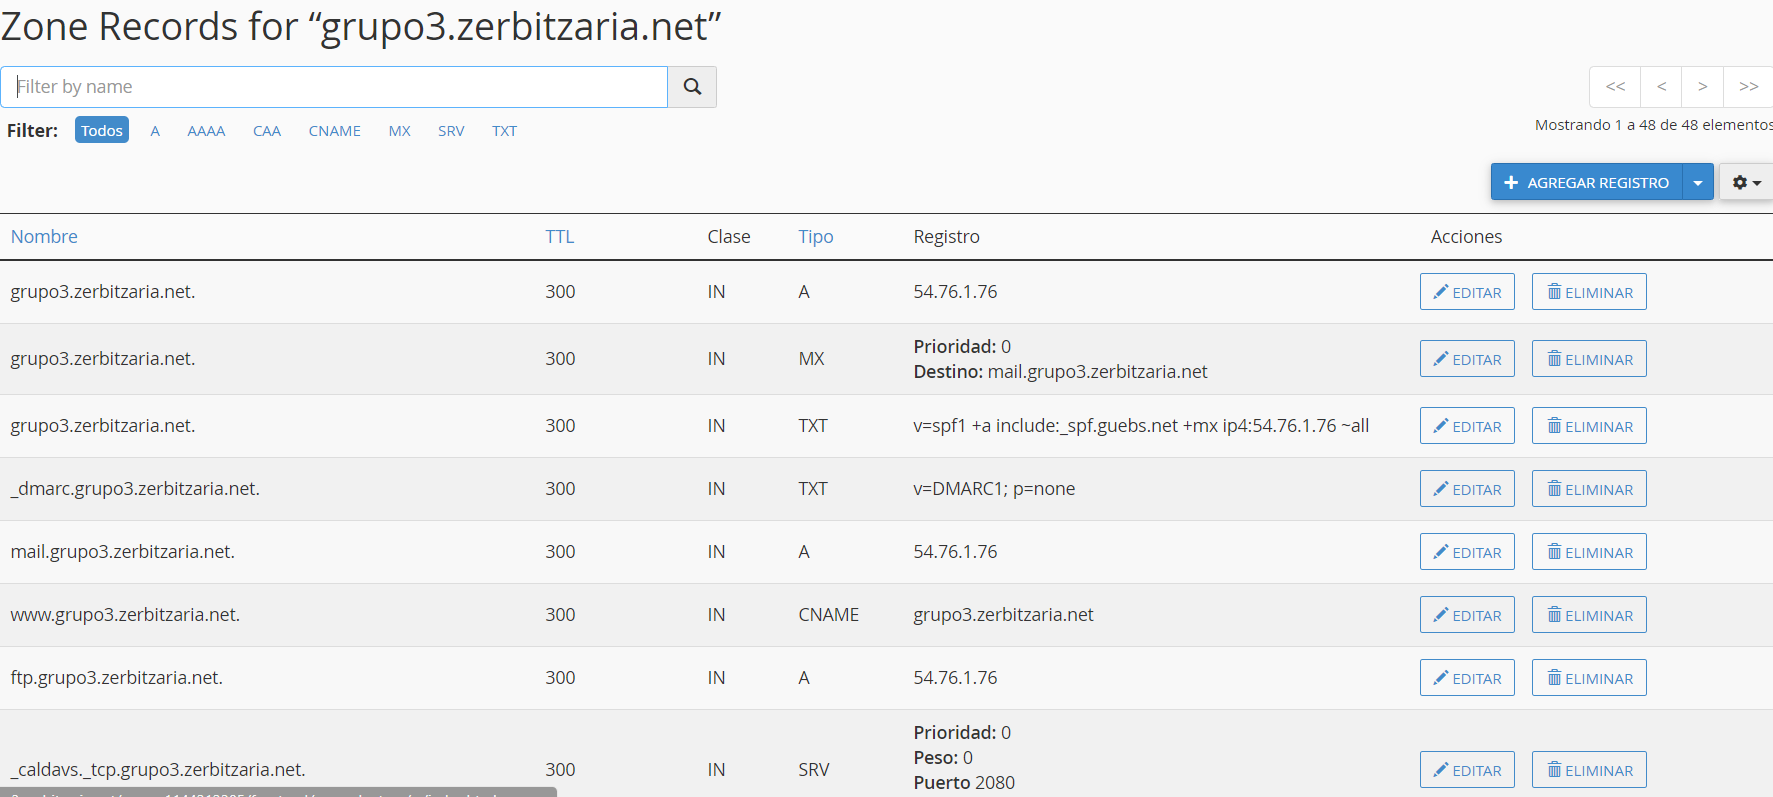 Zone Records for “grupo3.zerbitzaria.net”
Filter by name
<< < > >>
Filter: Todos A AAAA CAA CNAME MX SRV TXT
Mostrando 1 a 48 de 48 elementos
AGREGAR REGISTRO
Nombre TTL Clase Tipo Registro Acciones
grupo3.zerbitzaria.net. 300 IN A 54.76.1.76 EDITAR ELIMINAR
grupo3.zerbitzaria.net. 300 IN MX Prioridad: 0
Destino: mail.grupo3.zerbitzaria.net EDITAR ELIMINAR
grupo3.zerbitzaria.net. 300 IN TXT v=spf1 +a include:_spf.guebs.net +mx ip4:54.76.1.76 ~all EDITAR ELIMINAR
_dmarc.grupo3.zerbitzaria.net. 300 IN TXT v=DMARC1; p=none EDITAR ELIMINAR
mail.grupo3.zerbitzaria.net. 300 IN A 54.76.1.76 EDITAR ELIMINAR
www.grupo3.zerbitzaria.net. 300 IN CNAME grupo3.zerbitzaria.net EDITAR ELIMINAR
ftp.grupo3.zerbitzaria.net. 300 IN A 54.76.1.76 EDITAR ELIMINAR
_caldavs._tcp.grupo3.zerbitzaria.net. 300 IN SRV Prioridad: 0
Peso: 0
Puerto 2080 EDITAR ELIMINAR